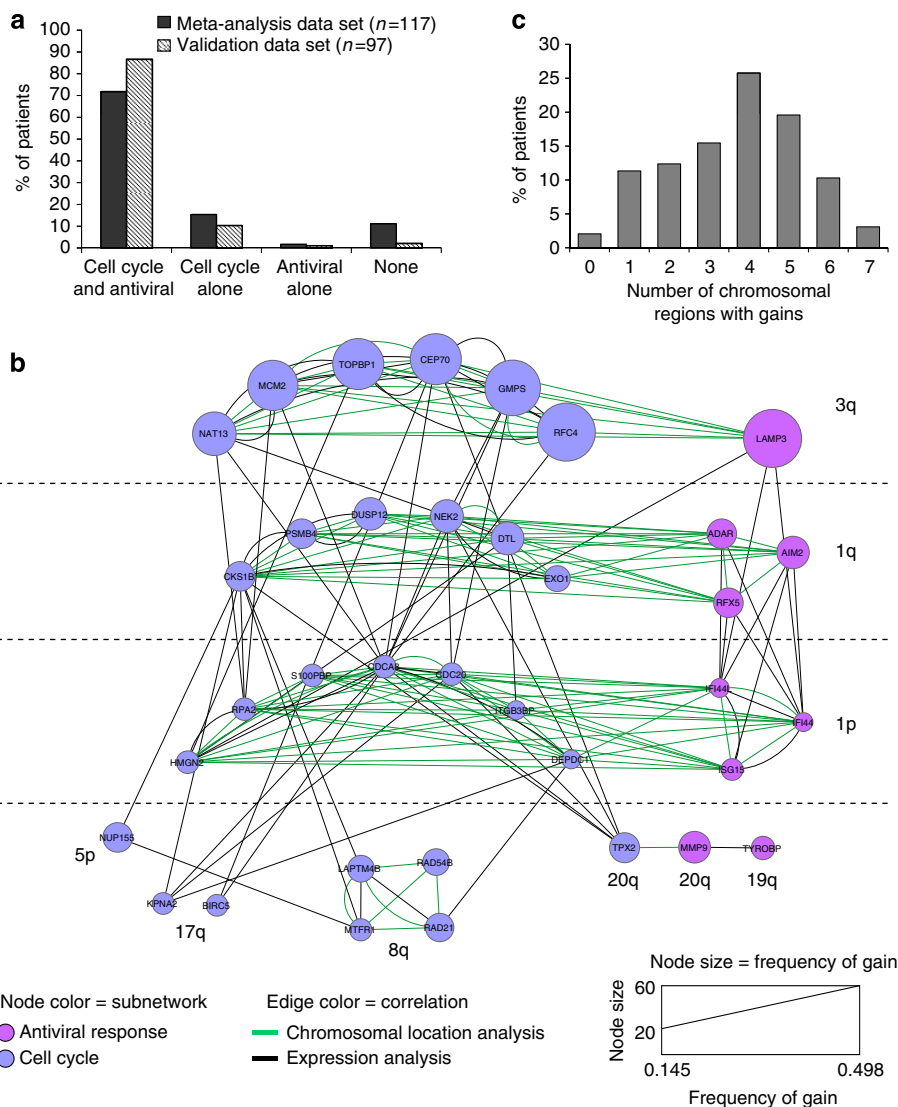 a
Meta-analysis data set (n=117)
Validation data set (n=97)
% of patients
100
90
80
70
60
50
40
30
20
10
0
Cell cycle and antiviral
Cell cycle alone
Antiviral alone
None
c
% of patients
30
25
20
15
10
5
0
0 1 2 3 4 5 6 7
Number of chromosomal
regions with gains
b
CEP70
TOPBP1
MCM2
GMPS
NAT13
RFC4
LAMP3
3q
DUSP12
NEK2
PSMB4
DTL
ADAR
AIM2
1q
CKS1B
EXO1
RFX5
S100PBP
CDCA8
CDC20
IFI44
RPA2
ITGB3BP
IFI44
1p
HMGN2
DEPDC1
ISG15
NUP155
5p
TPX2
MMP9
TYROBP
20q
20q
19q
LAPTM4B
RAD54B
KPNA2
BIRC5
17q
MTFR1
RAD21
8q
Node size = frequency of gain
Node color = subnetwork
Antiviral response
Cell cycle
Edige color = correlation
Chromosomal location analysis
Expression analysis
Node size
60
20
0.145
0.498
Frequency of gain